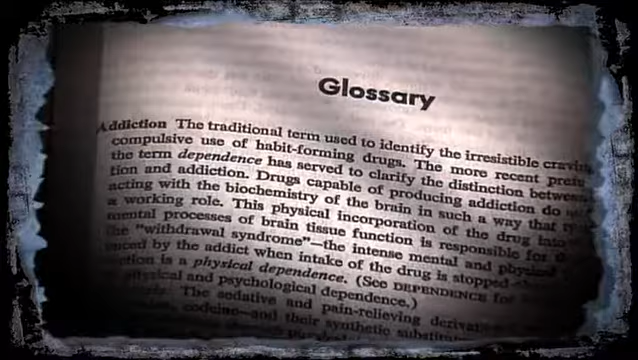 Glossary
Addiction The traditional term used to identify the irresistible
compulsive use of habit-forming drugs. The more recent
the term dependence has served to clarify the distinction
tion and addiction. Drugs capable of producing addiction do
acting with the biochemistry of the brain in such a way that
a working role. This physical incorporation of the drug into
mental processes of brain tissue function is responsible for
the "withdrawal syndrome"—the intense mental and
by the addict when intake of the drug is stopped
is a physical dependence. (See DEPENDENCE for
physical and psychological dependence.)
The sedative and pain-relieving
codeine—and their synthetic